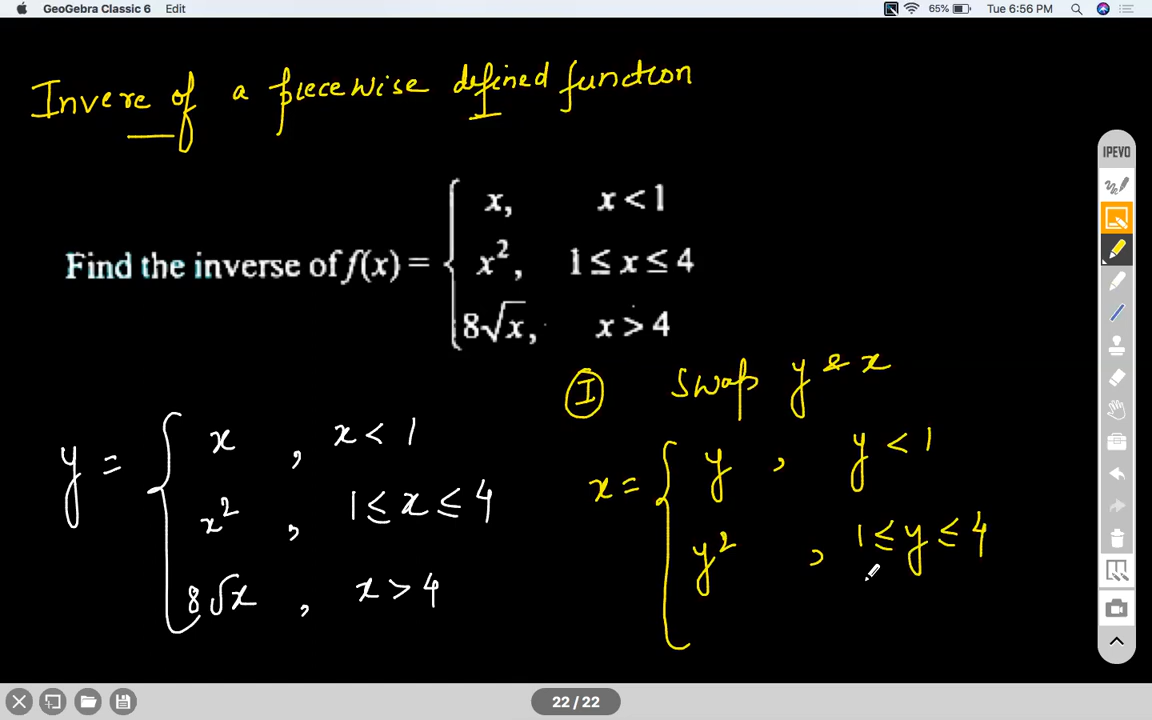 GeoGebra Classic 6 Edit 65% Tue 6:56 PM
Invere of a piecewise defined function
IPEVO
Find the inverse of f(x) = { x, x < 1
x², 1 ≤ x ≤ 4
8√x, x > 4
I Swap y & x
y = { x , x < 1
x² , 1 ≤ x ≤ 4
8√x , x > 4
x = { y , y < 1
y² , 1 ≤ y ≤ 4
22 / 22